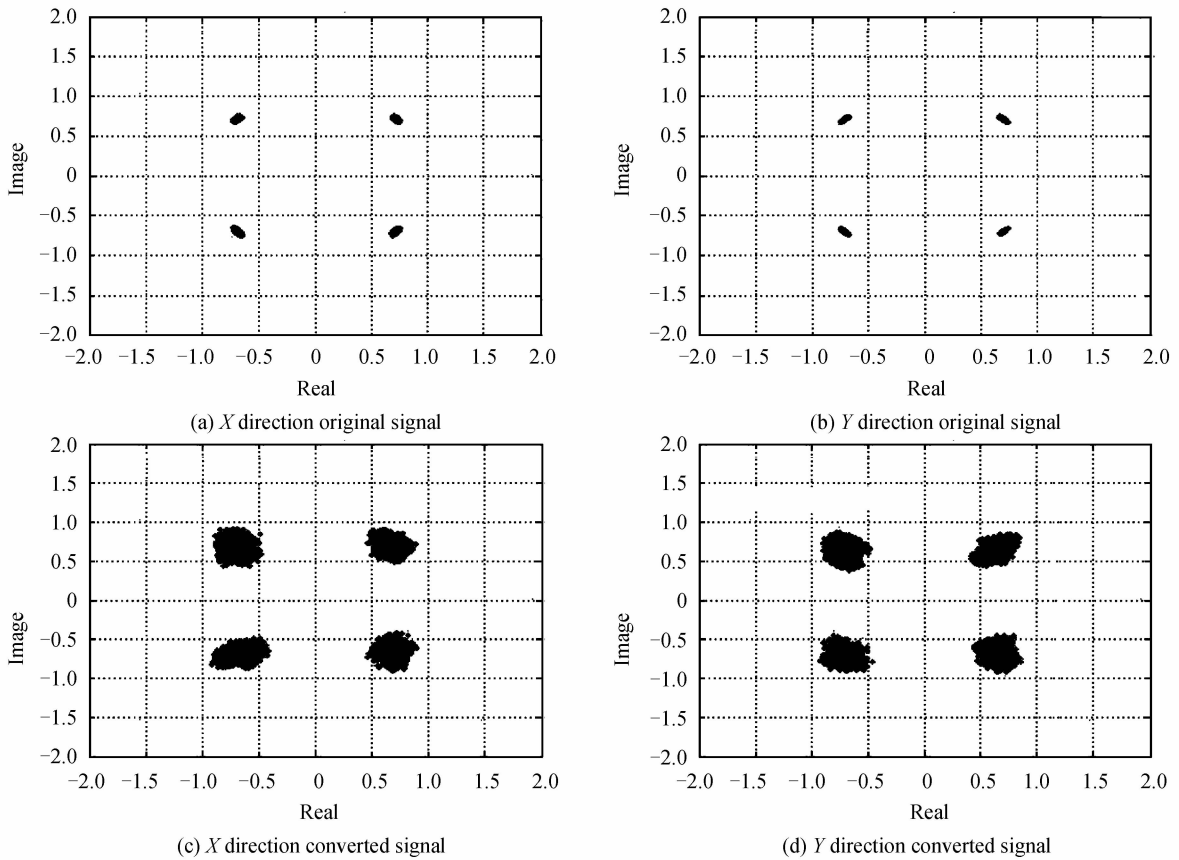 2.0 2.0
1.5 1.5
1.0 1.0
0.5 0.5
Image 0 Image 0
−0.5 −0.5
−1.0 −1.0
−1.5 −1.5
−2.0 −2.0
−2.0 −1.5 −1.0 −0.5 0 0.5 1.0 1.5 2.0 −2.0 −1.5 −1.0 −0.5 0 0.5 1.0 1.5 2.0
Real Real
(a) X direction original signal (b) Y direction original signal
2.0 2.0
1.5 1.5
1.0 1.0
0.5 0.5
Image 0 Image 0
−0.5 −0.5
−1.0 −1.0
−1.5 −1.5
−2.0 −2.0
−2.0 −1.5 −1.0 −0.5 0 0.5 1.0 1.5 2.0 −2.0 −1.5 −1.0 −0.5 0 0.5 1.0 1.5 2.0
Real Real
(c) X direction converted signal (d) Y direction converted signal